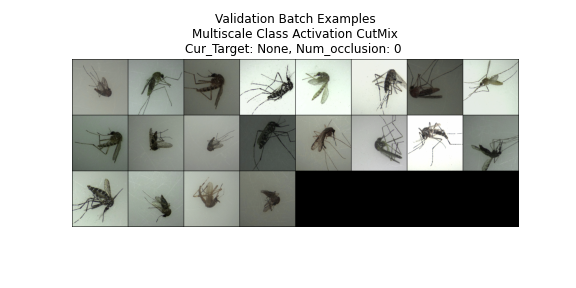 Validation Batch Examples
Multiscale Class Activation CutMix
Cur_Target: None, Num_occlusion: 0